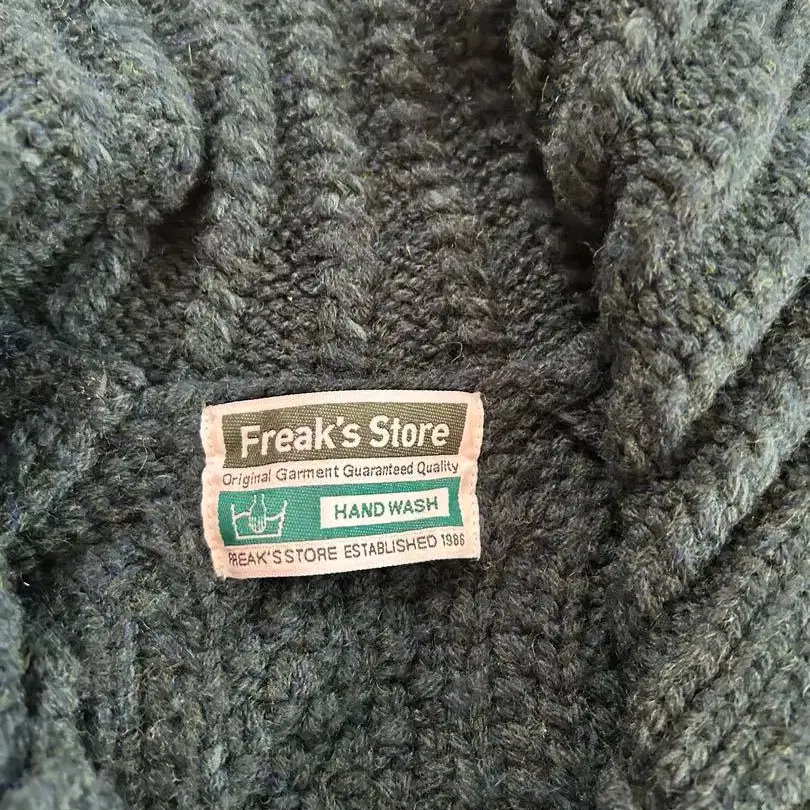 Freak's Store
Original Garment Guaranteed Quality
HAND WASH
FREAK'S STORE ESTABLISHED 1986